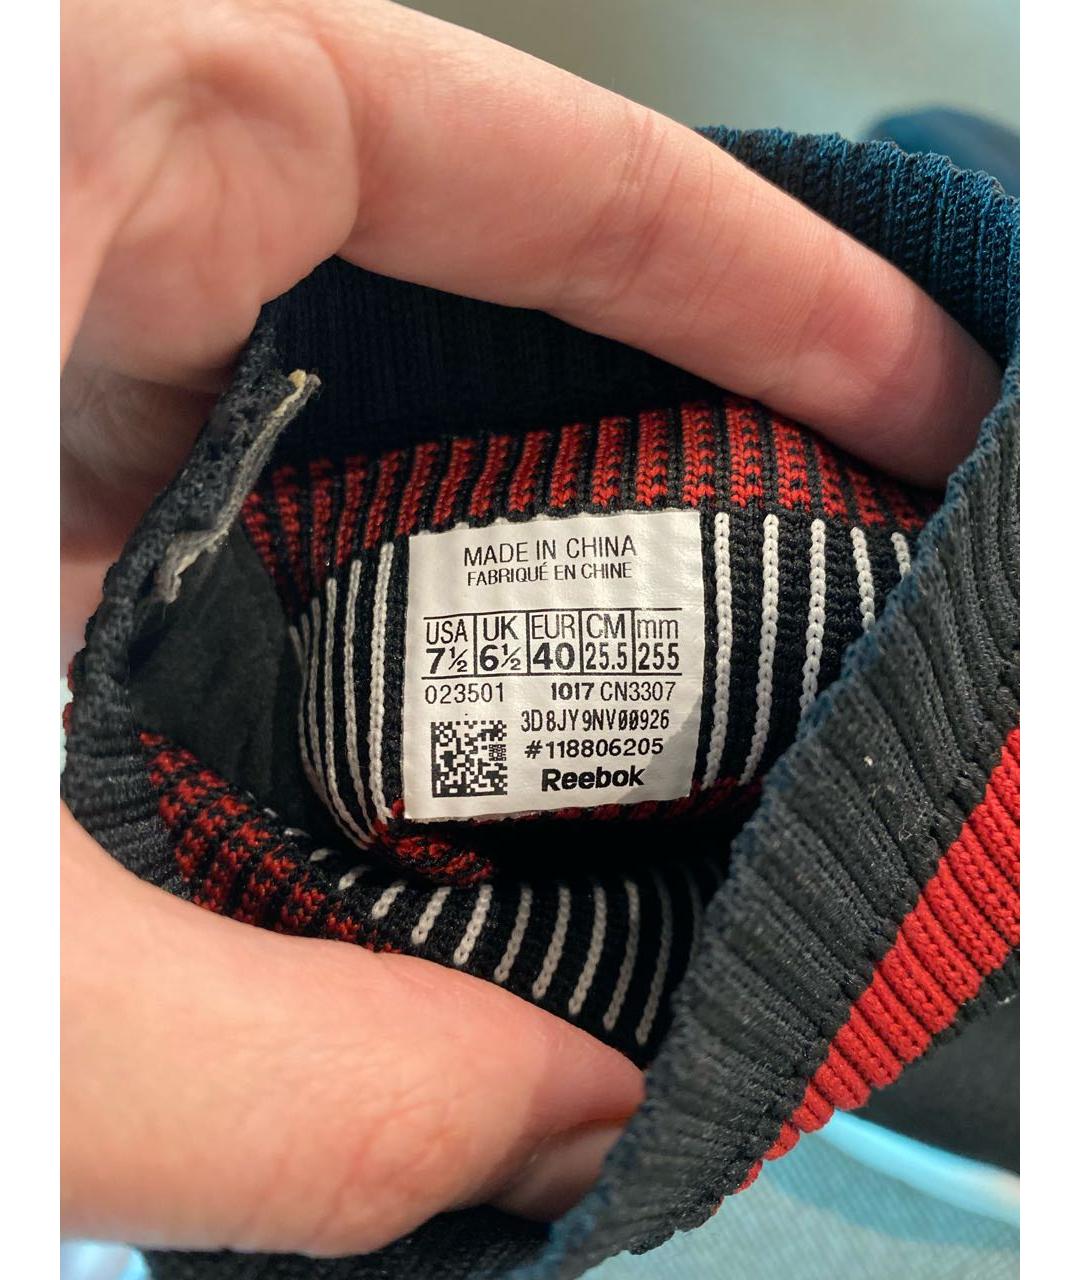 MADE IN CHINA
FABRIQUÉ EN CHINE
USA UK EUR CM mm
7½ 6½ 40 25.5 255
023501 1017 CN3307
3D8JY9NV00926
#118806205
Reebok